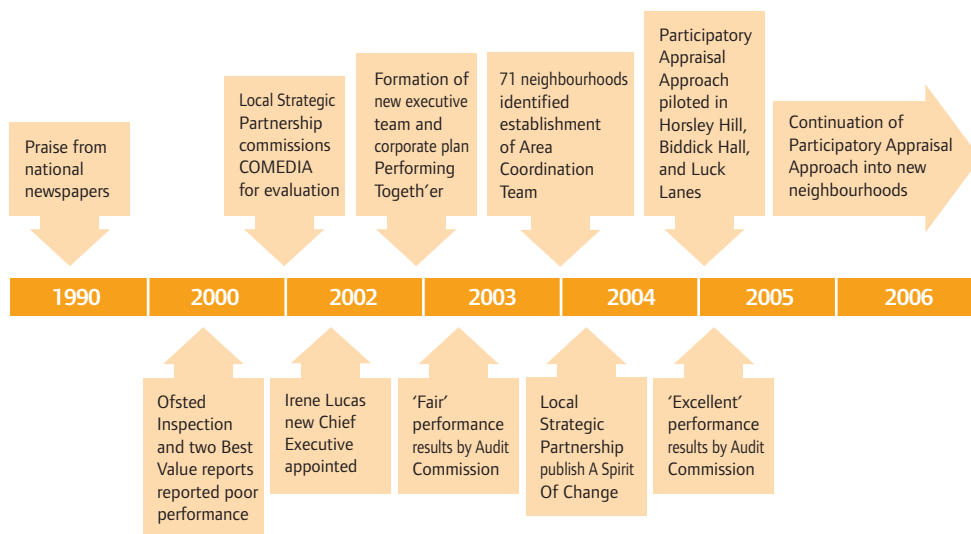 Praise from
national
newspapers
Local Strategic
Partnership
commissions
COMEDIA
for evaluation
Formation of
new executive
team and
corporate plan
Performing
Togeth’er
71 neighbourhoods
identified
establishment
of Area
Coordination
Team
Participatory
Appraisal
Approach
piloted in
Horsley Hill,
Biddick Hall,
and Luck
Lanes
Continuation of
Participatory Appraisal
Approach into new
neighbourhoods
1990 2000 2002 2003 2004 2005 2006
Ofsted
Inspection
and two Best
Value reports
reported poor
performance
Irene Lucas
new Chief
Executive
appointed
‘Fair’
performance
results by Audit
Commission
Local
Strategic
Partnership
publish A Spirit
Of Change
‘Excellent’
performance
results by Audit
Commission